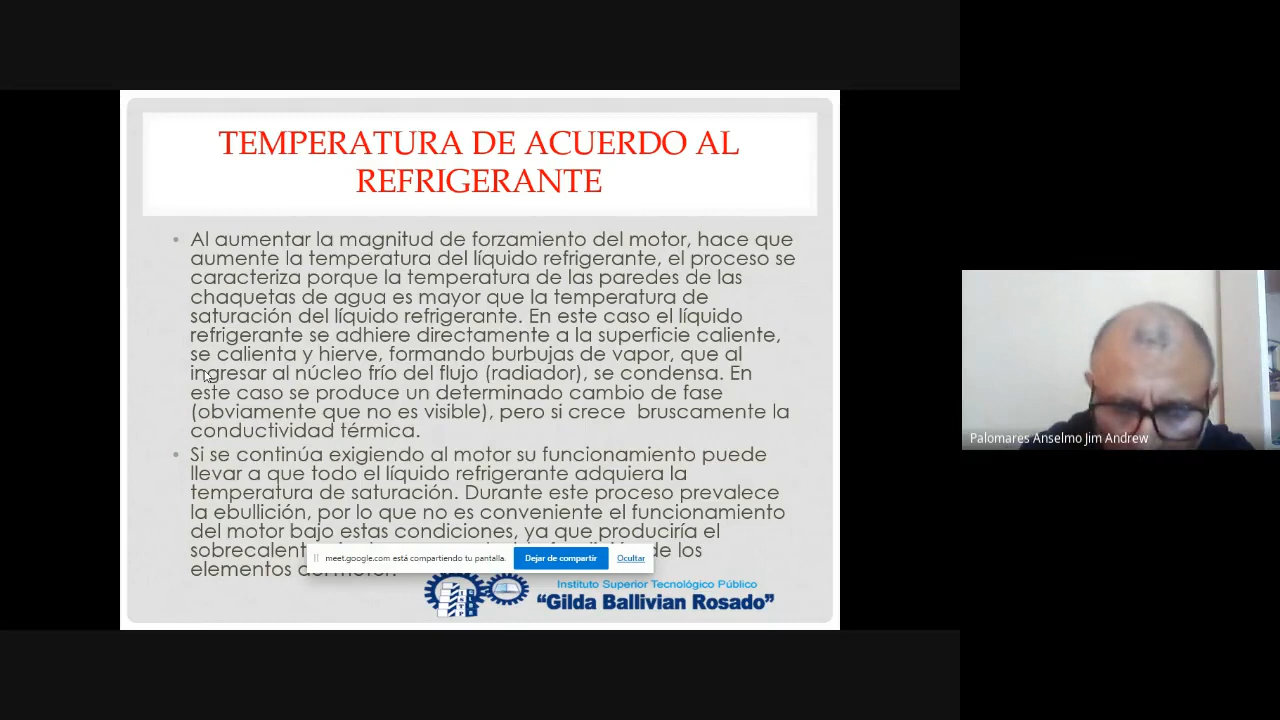 TEMPERATURA DE ACUERDO AL
REFRIGERANTE
• Al aumentar la magnitud de forzamiento del motor, hace que
aumente la temperatura del líquido refrigerante, el proceso se
caracteriza porque la temperatura de las paredes de las
chaquetas de agua es mayor que la temperatura de
saturación del líquido refrigerante. En este caso el líquido
refrigerante se adhiere directamente a la superficie caliente,
se calienta y hierve, formando burbujas de vapor, que al
ingresar al núcleo frío del flujo (radiador), se condensa. En
este caso se produce un determinado cambio de fase
(obviamente que no es visible), pero si crece bruscamente la
conductividad térmica.
• Si se continúa exigiendo al motor su funcionamiento puede
llevar a que todo el líquido refrigerante adquiera la
temperatura de saturación. Durante este proceso prevalece
la ebullición, por lo que no es conveniente el funcionamiento
del motor bajo estas condiciones, ya que produciría el
sobrecalent de los
elementos del motor.
meet.google.com está compartiendo tu pantalla. Dejar de compartir Ocultar
Instituto Superior Tecnológico Público
“Gilda Ballivian Rosado”
Palomares Anselmo Jim Andrew